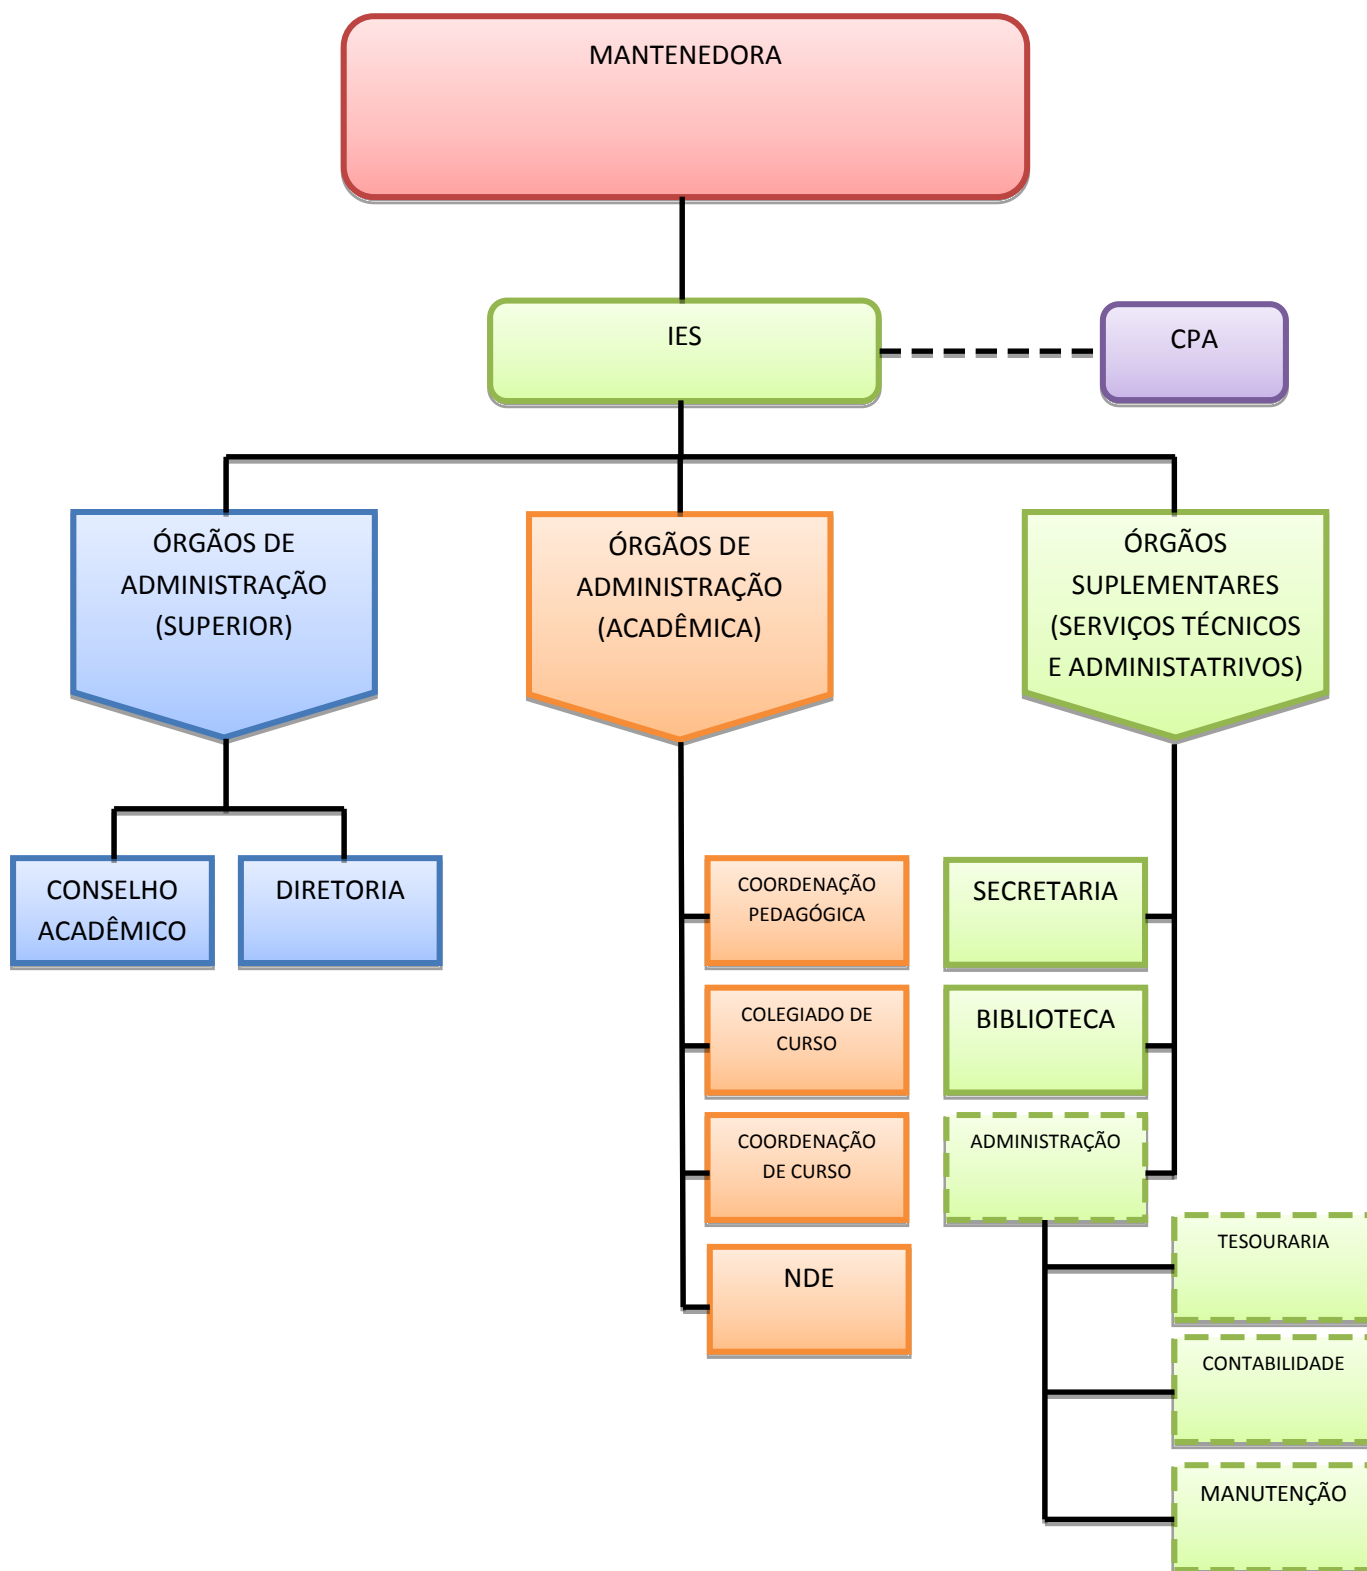 MANTENEDORA
IES
CPA
ÓRGÃOS DE
ADMINISTRAÇÃO
(SUPERIOR)
ÓRGÃOS DE
ADMINISTRAÇÃO
(ACADÊMICA)
ÓRGÃOS
SUPLEMENTARES
(SERVIÇOS TÉCNICOS
E ADMINISTATRIVOS)
CONSELHO
ACADÊMICO
DIRETORIA
COORDENAÇÃO
PEDAGÓGICA
COLEGIADO DE
CURSO
COORDENAÇÃO
DE CURSO
NDE
SECRETARIA
BIBLIOTECA
ADMINISTRAÇÃO
TESOURARIA
CONTABILIDADE
MANUTENÇÃO